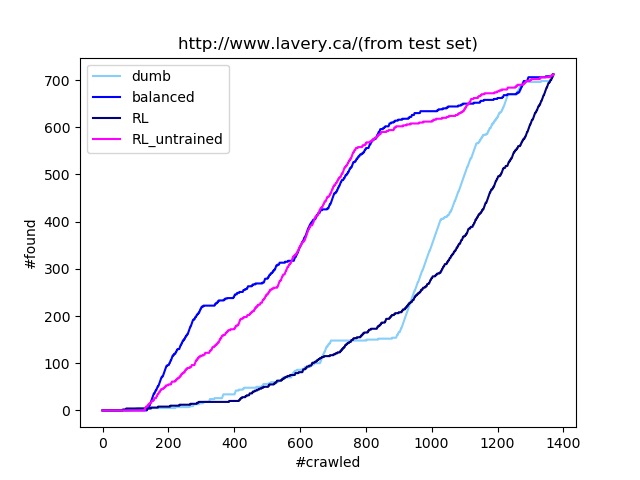 http://www.lavery.ca/(from test set)
dumb
balanced
RL
RL_untrained
#found
700
600
500
400
300
200
100
0
0 200 400 600 800 1000 1200 1400
#crawled